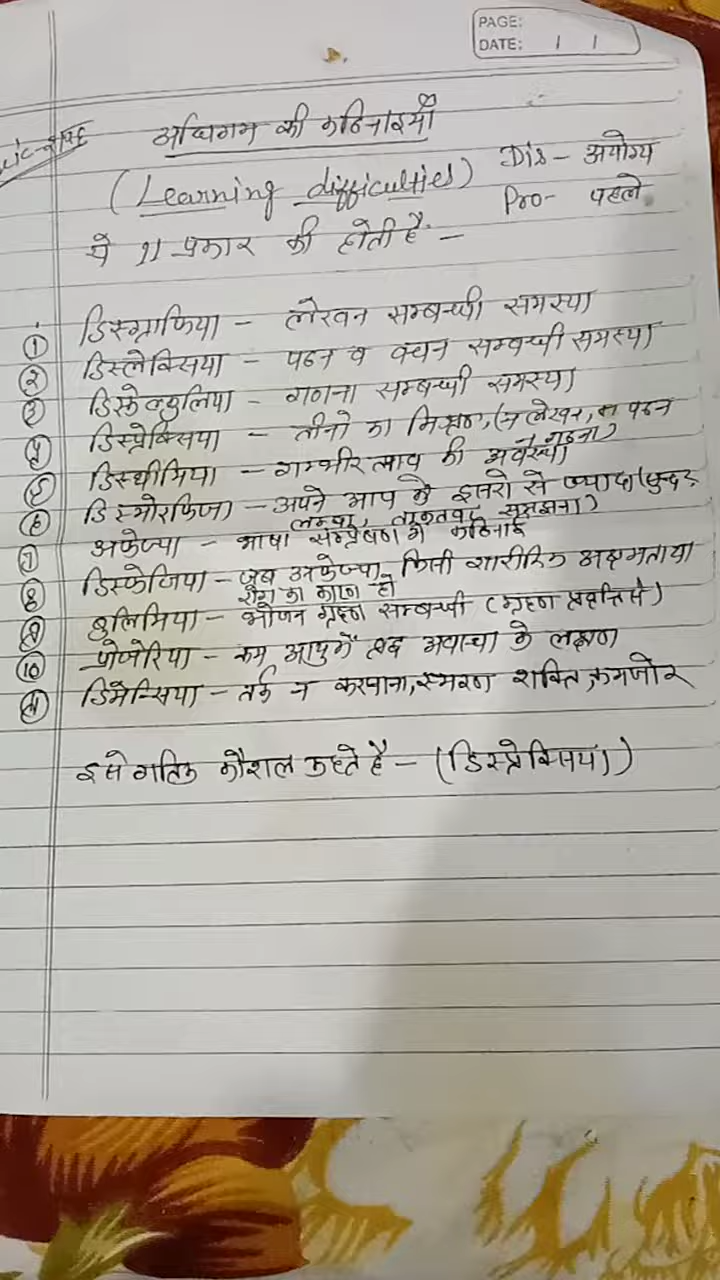 PAGE:
DATE: / /
अधिगम की कठिनाइयाँ
(Learning difficulties)
Dis - अयोग्य
Pro- पहले
ये 11 प्रकार की होती है -
① डिस्ग्राफिया - लेखन सम्बन्धी समस्या
② डिस्लेक्सिया - पठन व वाचन सम्बन्धी समस्या
③ डिस्केल्कुलिया - गणना सम्बन्धी समस्या
④ डिस्प्रेक्सिया - तीनो का मिश्रण, (न लेखन, न पठन
न गणना)
⑤ डिस्थीमिया - गम्भीर तनाव की अवस्था
⑥ डिस्मोरफिज - अपने आप को दूसरो से ज्यादा (सुन्दर
लम्बा, ताकतवर समझना)
⑦ अफेज्या - भाषा सम्प्रेषण में कठिनाई
⑧ डिस्फेजिया - जब अफेज्या किसी शारीरिक अक्षमता या
रोग का कारण हो
⑨ बुलिमिया - भोजन ग्रहण सम्बन्धी (ग्रहण प्रवृत्ति से)
⑩ प्रोजेरिया - कम आयु में वृद्ध अवस्था के लक्षण
⑪ डिमेन्सिया - तर्क न करपाना, स्मरण शक्ति कमजोर
इसे गतिक कौशल कहते है - (डिस्प्रेक्सिया)